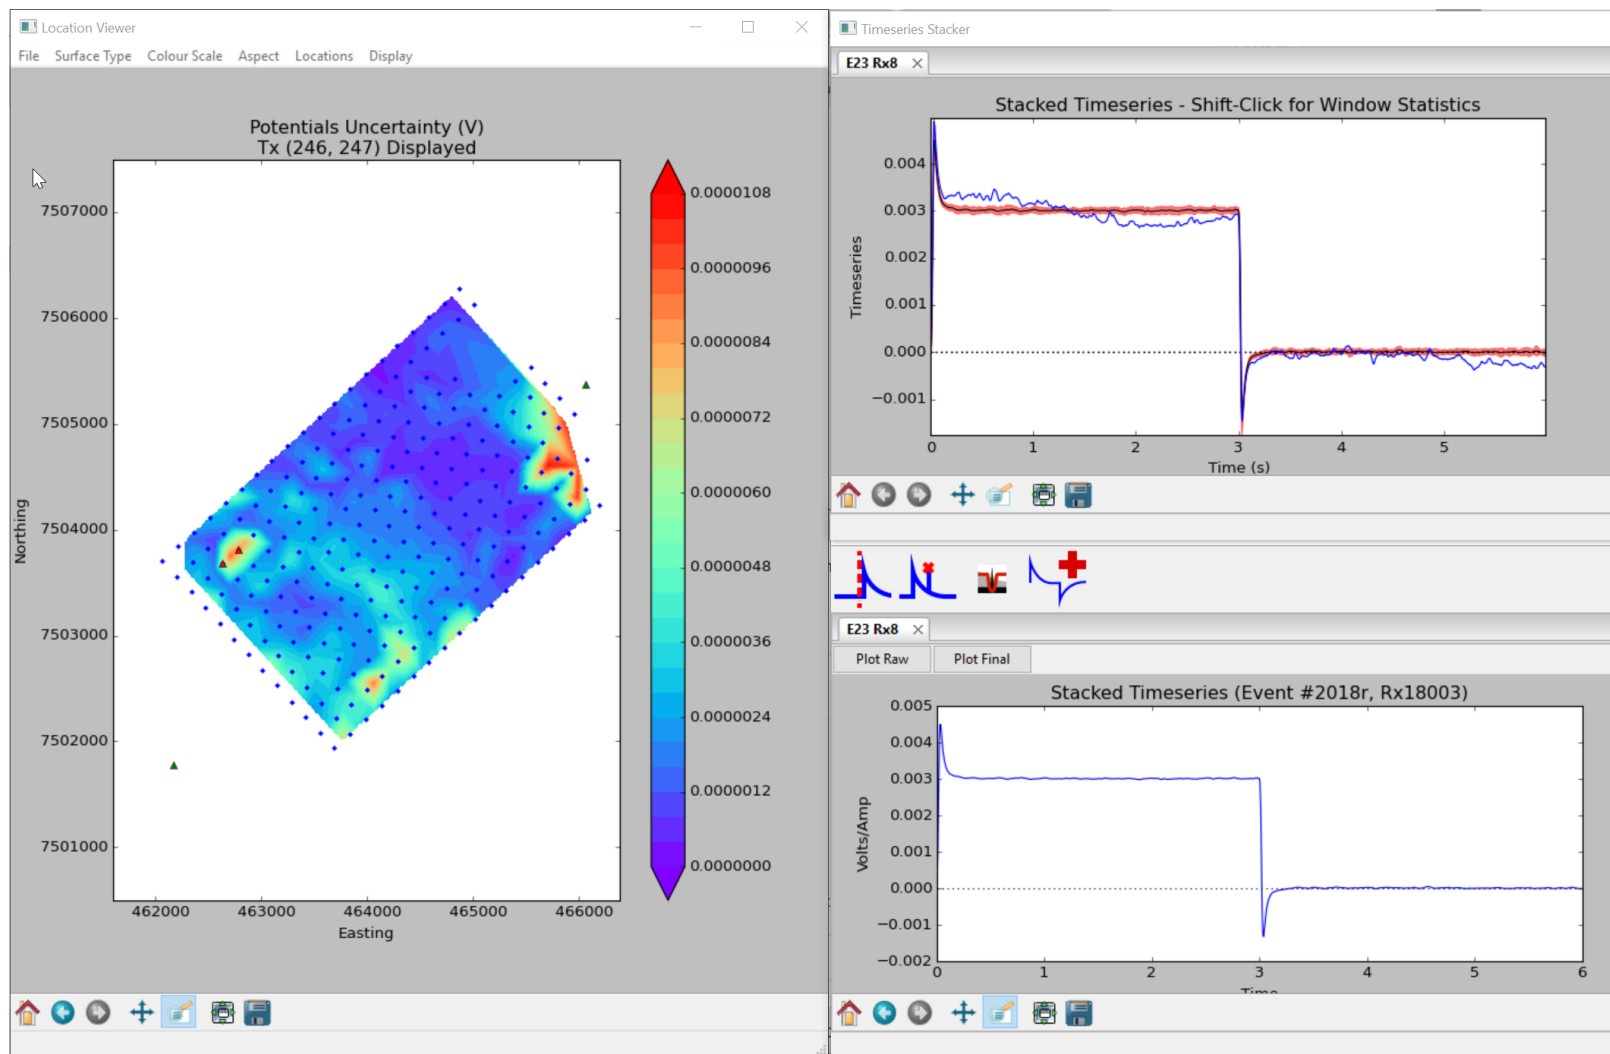 Location Viewer
File Surface Type Colour Scale Aspect Locations Display
Potentials Uncertainty (V)
Tx (246, 247) Displayed
7507000
7506000
7505000
7504000
7503000
7502000
7501000
Northing
462000 463000 464000 465000 466000
Easting
0.0000108
0.0000096
0.0000084
0.0000072
0.0000060
0.0000048
0.0000036
0.0000024
0.0000012
0.0000000
Timeseries Stacker
E23 Rx8
Stacked Timeseries - Shift-Click for Window Statistics
0.004
0.003
0.002
0.001
0.000
−0.001
Timeseries
0 1 2 3 4 5
Time (s)
E23 Rx8
Plot Raw Plot Final
Stacked Timeseries (Event #2018r, Rx18003)
0.005
0.004
0.003
0.002
0.001
0.000
−0.001
−0.002
Volts/Amp
0 1 2 3 4 5 6
Time